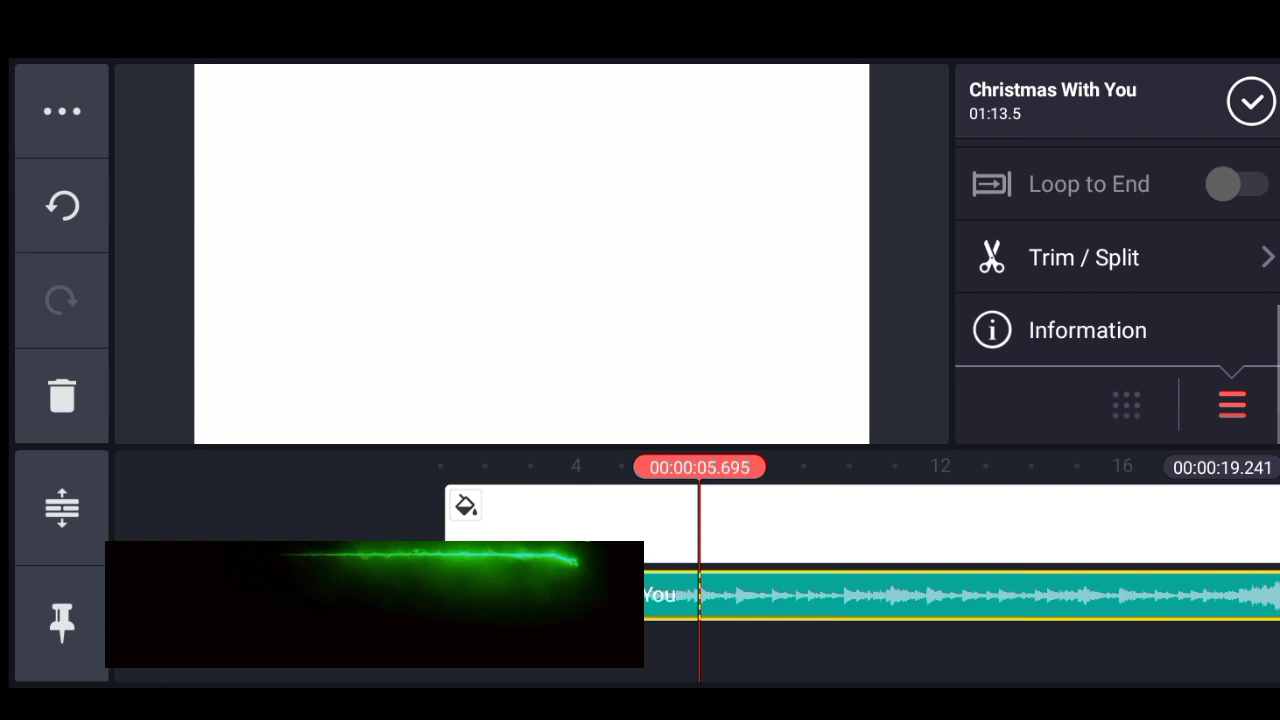 Christmas With You
01:13.5
Loop to End
Trim / Split
Information
4
00:00:05.695
12
16
00:00:19.241
You